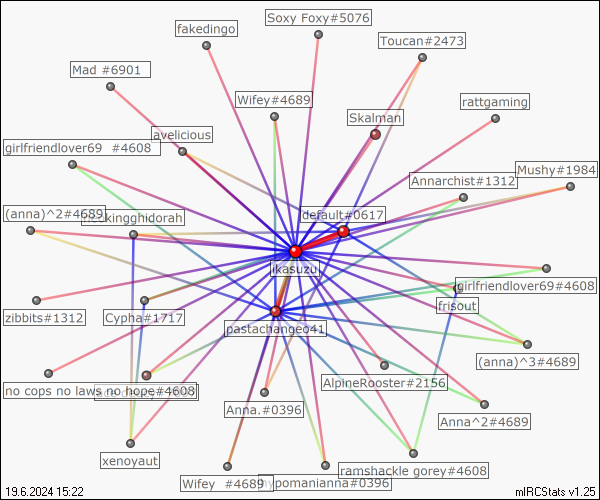 Soxy Foxy#5076
fakedingo
Toucan#2473
Mad #6901
Wifey#4689
rattgaming
Skalman
avelicious
girlfriendlover69 #4608
Mushy#1984
Annarchist#1312
(anna)^2#4689
default#0617
ikasuzu
girlfriendlover69#4608
frisout
zibbits#1312
Cypha#1717
pastachange041
(anna)^3#4689
no cops no laws no hope#4608
AlpineRooster#2156
Anna.#0396
Anna^2#4689
xenoyaut
ramshackle gorey#4608
Wifey #4689
hypomanianna#0396
19.6.2024 15:22
mIRCStats v1.25